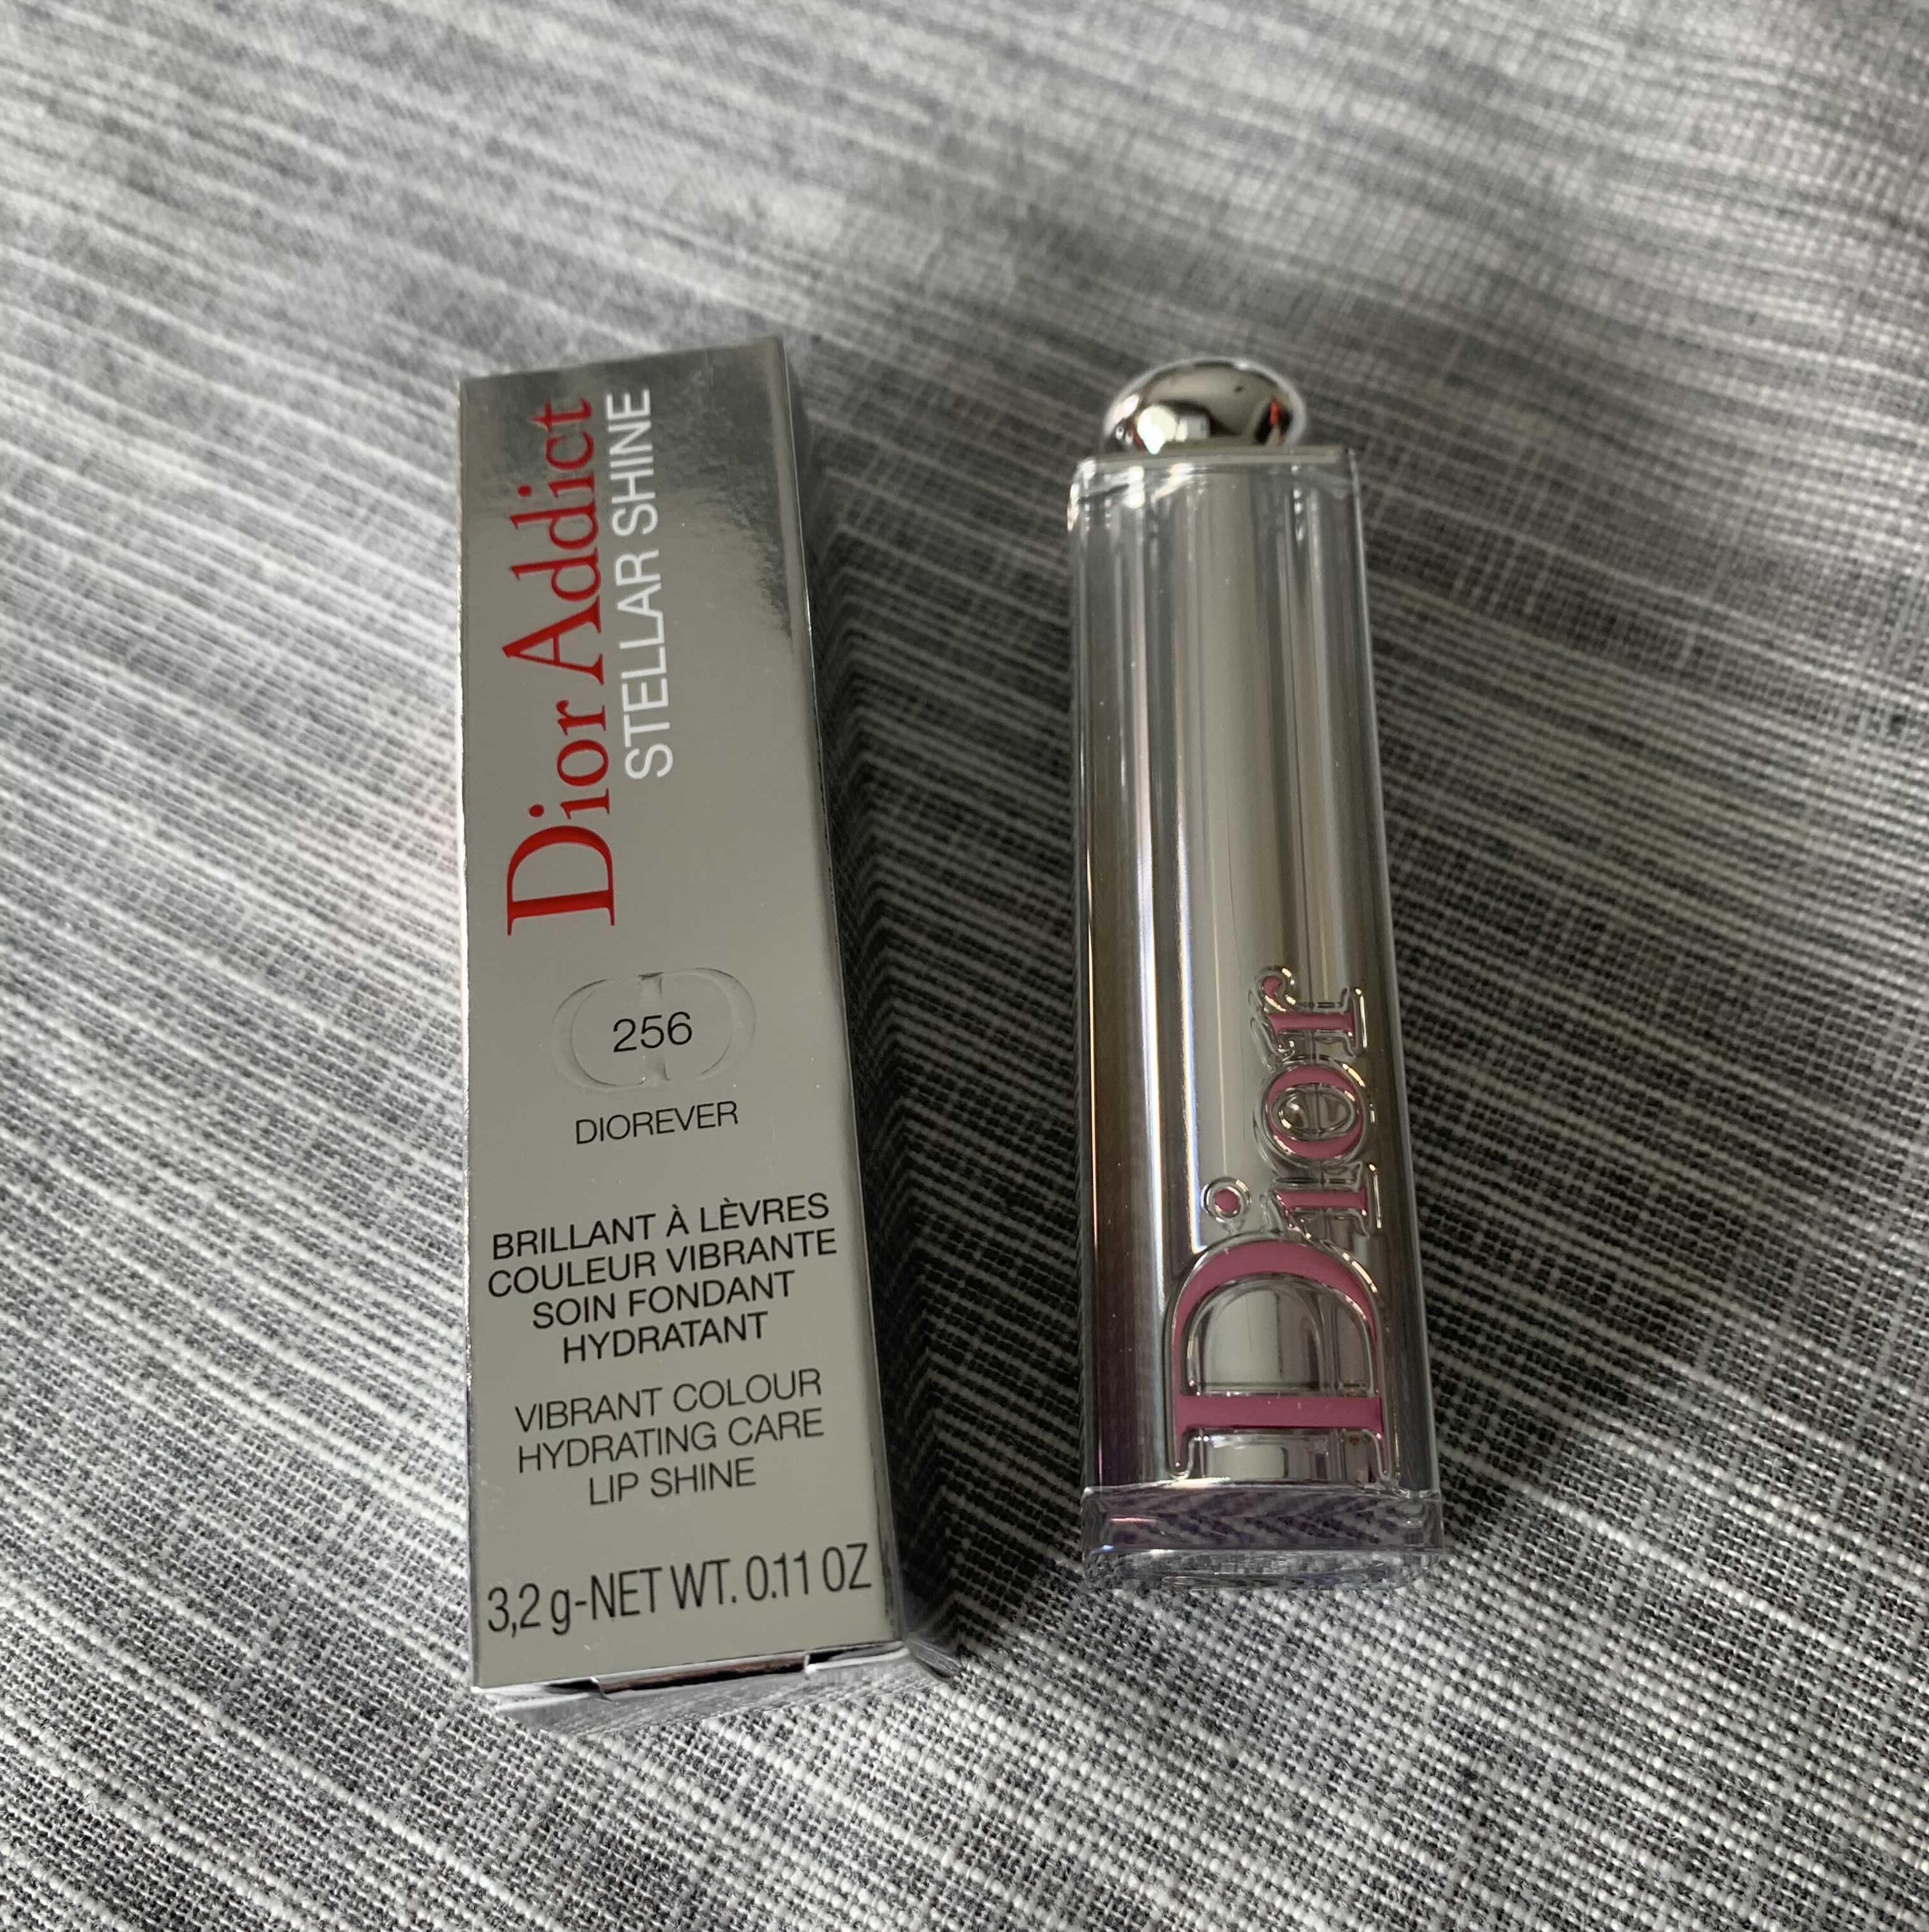 Dior Addict
STELLAR SHINE
256
DIOREVER
BRILLANT À LÈVRES
COULEUR VIBRANTE
SOIN FONDANT
HYDRATANT
VIBRANT COLOUR
HYDRATING CARE
LIP SHINE
3,2 g-NET WT. 0.11 OZ
Dior